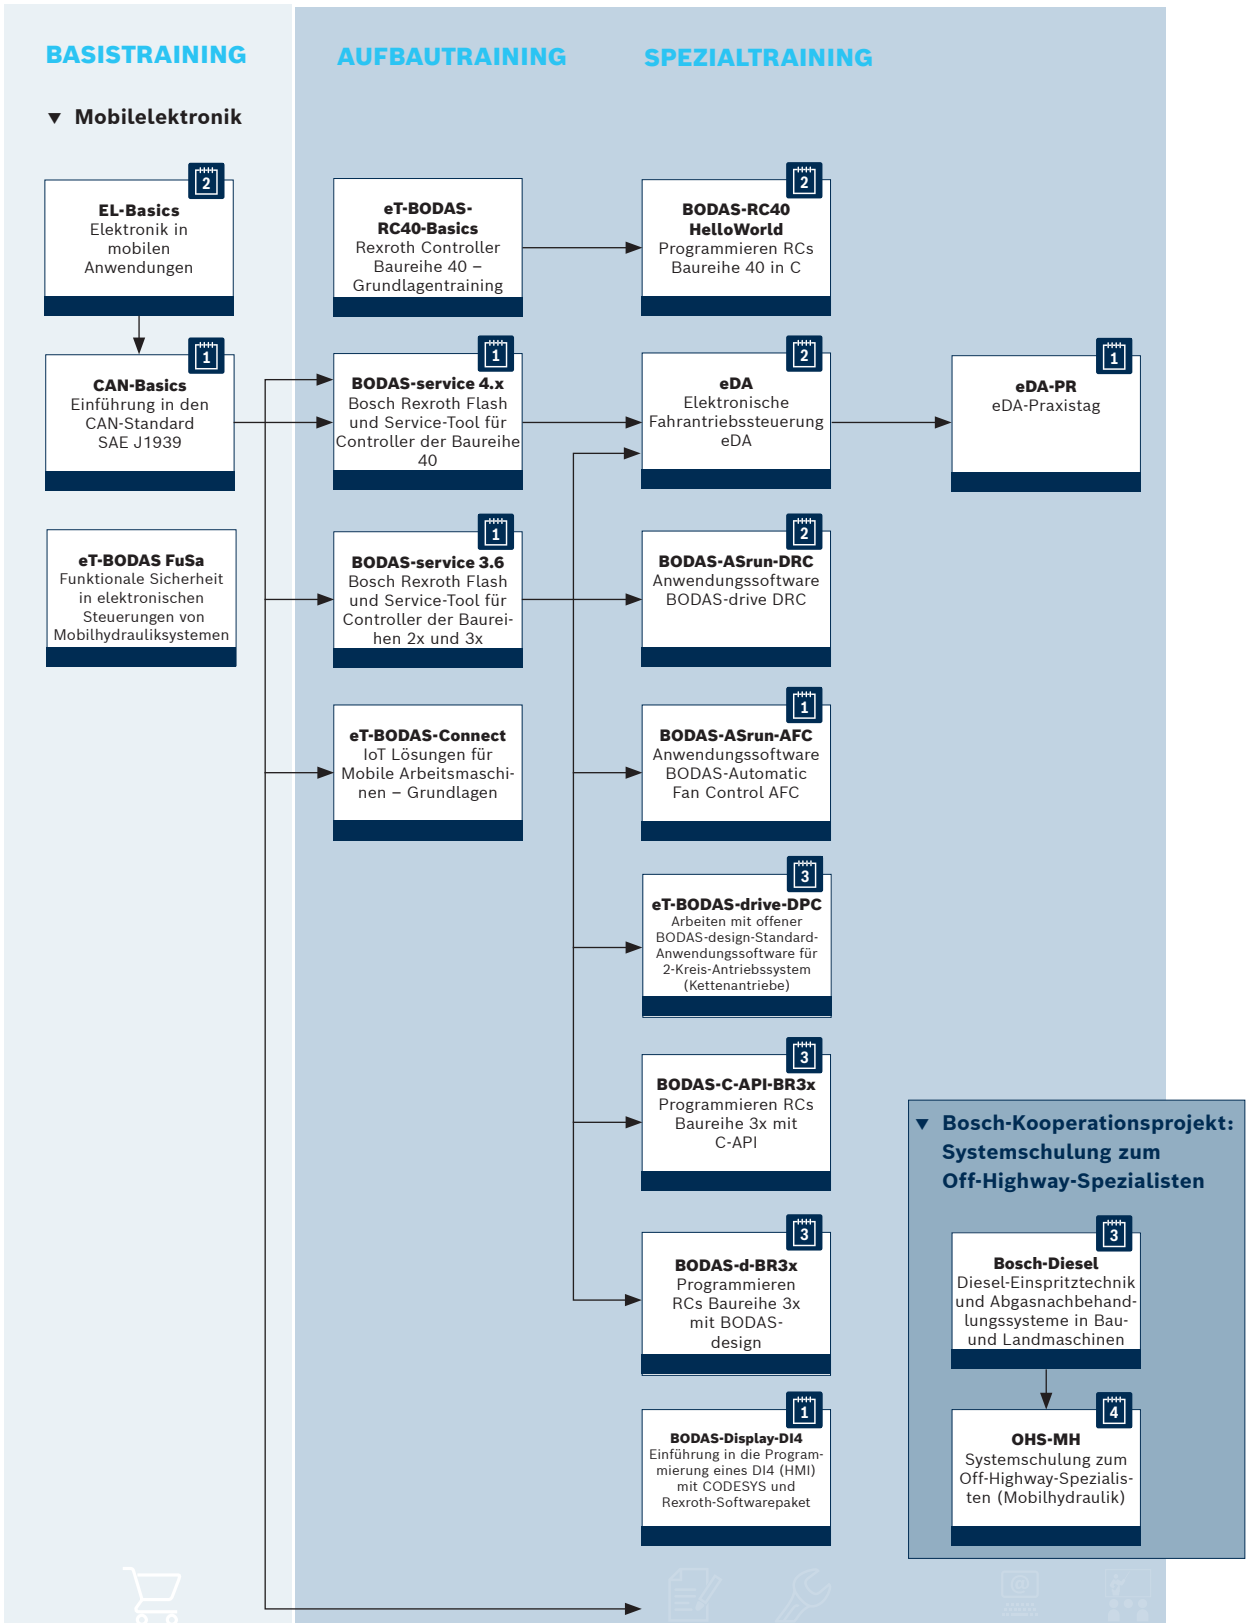 BASISTRAINING
AUFBAUTRAINING
SPEZIALTRAINING
▼ Mobilelektronik
2
EL-Basics
Elektronik in
mobilen
Anwendungen
eT-BODAS-
RC40-Basics
Rexroth Controller
Baureihe 40 –
Grundlagentraining
2
BODAS-RC40
HelloWorld
Programmieren RCs
Baureihe 40 in C
1
CAN-Basics
Einführung in den
CAN-Standard
SAE J1939
1
BODAS-service 4.x
Bosch Rexroth Flash
und Service-Tool für
Controller der Baureihe
40
2
eDA
Elektronische
Fahrantriebssteuerung
eDA
1
eDA-PR
eDA-Praxistag
eT-BODAS FuSa
Funktionale Sicherheit
in elektronischen
Steuerungen von
Mobilhydrauliksystemen
1
BODAS-service 3.6
Bosch Rexroth Flash
und Service-Tool für
Controller der Baurei-
hen 2x und 3x
2
BODAS-ASrun-DRC
Anwendungssoftware
BODAS-drive DRC
eT-BODAS-Connect
IoT Lösungen für
Mobile Arbeitsmaschi-
nen – Grundlagen
1
BODAS-ASrun-AFC
Anwendungssoftware
BODAS-Automatic
Fan Control AFC
3
eT-BODAS-drive-DPC
Arbeiten mit offener
BODAS-design-Standard-
Anwendungssoftware für
2-Kreis-Antriebssystem
(Kettenantriebe)
3
BODAS-C-API-BR3x
Programmieren RCs
Baureihe 3x mit
C-API
3
BODAS-d-BR3x
Programmieren
RCs Baureihe 3x
mit BODAS-
design
1
BODAS-Display-DI4
Einführung in die Program-
mierung eines DI4 (HMI)
mit CODESYS und
Rexroth-Softwarepaket
▼ Bosch-Kooperationsprojekt:
Systemschulung zum
Off-Highway-Spezialisten
3
Bosch-Diesel
Diesel-Einspritztechnik
und Abgasnachbehand-
lungssysteme in Bau-
und Landmaschinen
4
OHS-MH
Systemschulung zum
Off-Highway-Spezialis-
ten (Mobilhydraulik)
@